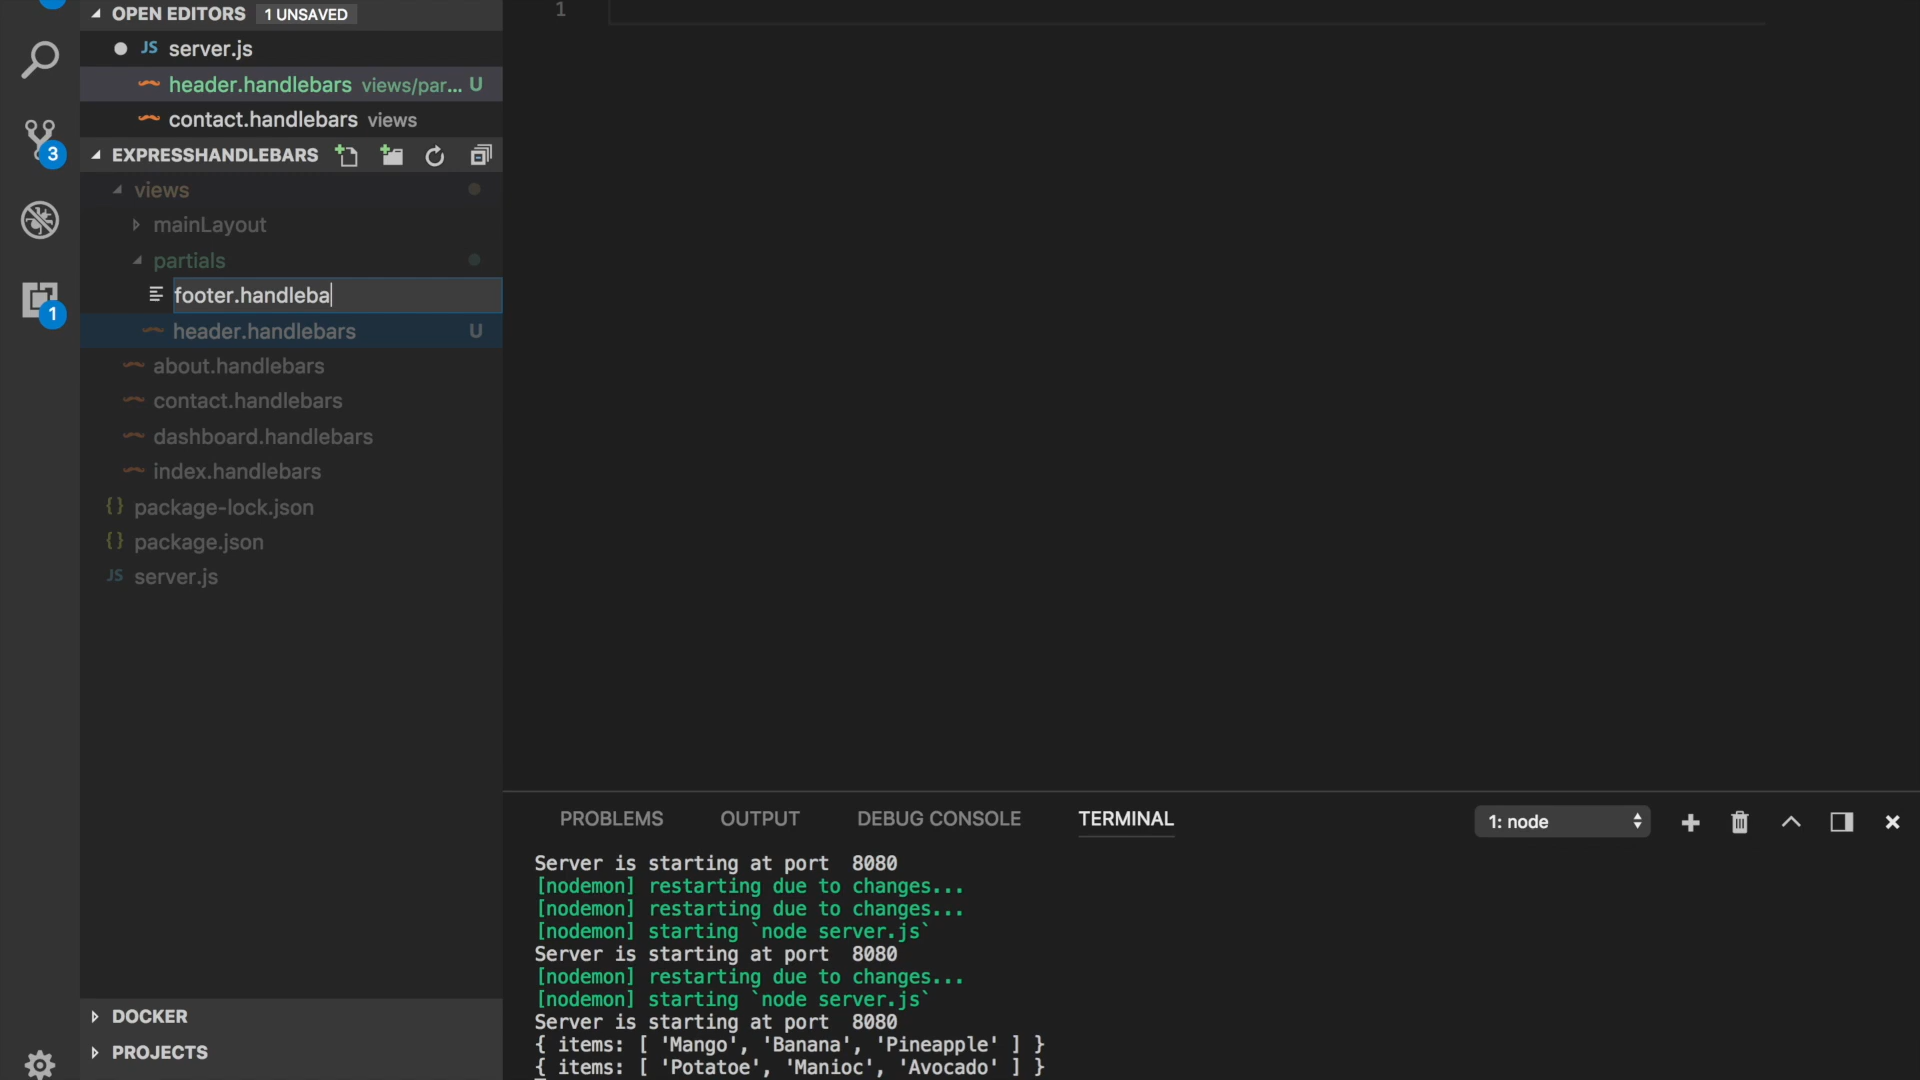 OPEN EDITORS 1 UNSAVED
JS server.js
header.handlebars views/par... U
contact.handlebars views
3
EXPRESSHANDLEBARS
views
mainLayout
partials
footer.handleba
1
header.handlebars U
about.handlebars
contact.handlebars
dashboard.handlebars
index.handlebars
{} package-lock.json
{} package.json
JS server.js
DOCKER
PROJECTS
1
PROBLEMS OUTPUT DEBUG CONSOLE TERMINAL 1: node
Server is starting at port  8080
[nodemon] restarting due to changes...
[nodemon] restarting due to changes...
[nodemon] starting `node server.js`
Server is starting at port  8080
[nodemon] restarting due to changes...
[nodemon] starting `node server.js`
Server is starting at port  8080
{ items: [ 'Mango', 'Banana', 'Pineapple' ] }
{ items: [ 'Potatoe', 'Manioc', 'Avocado' ] }